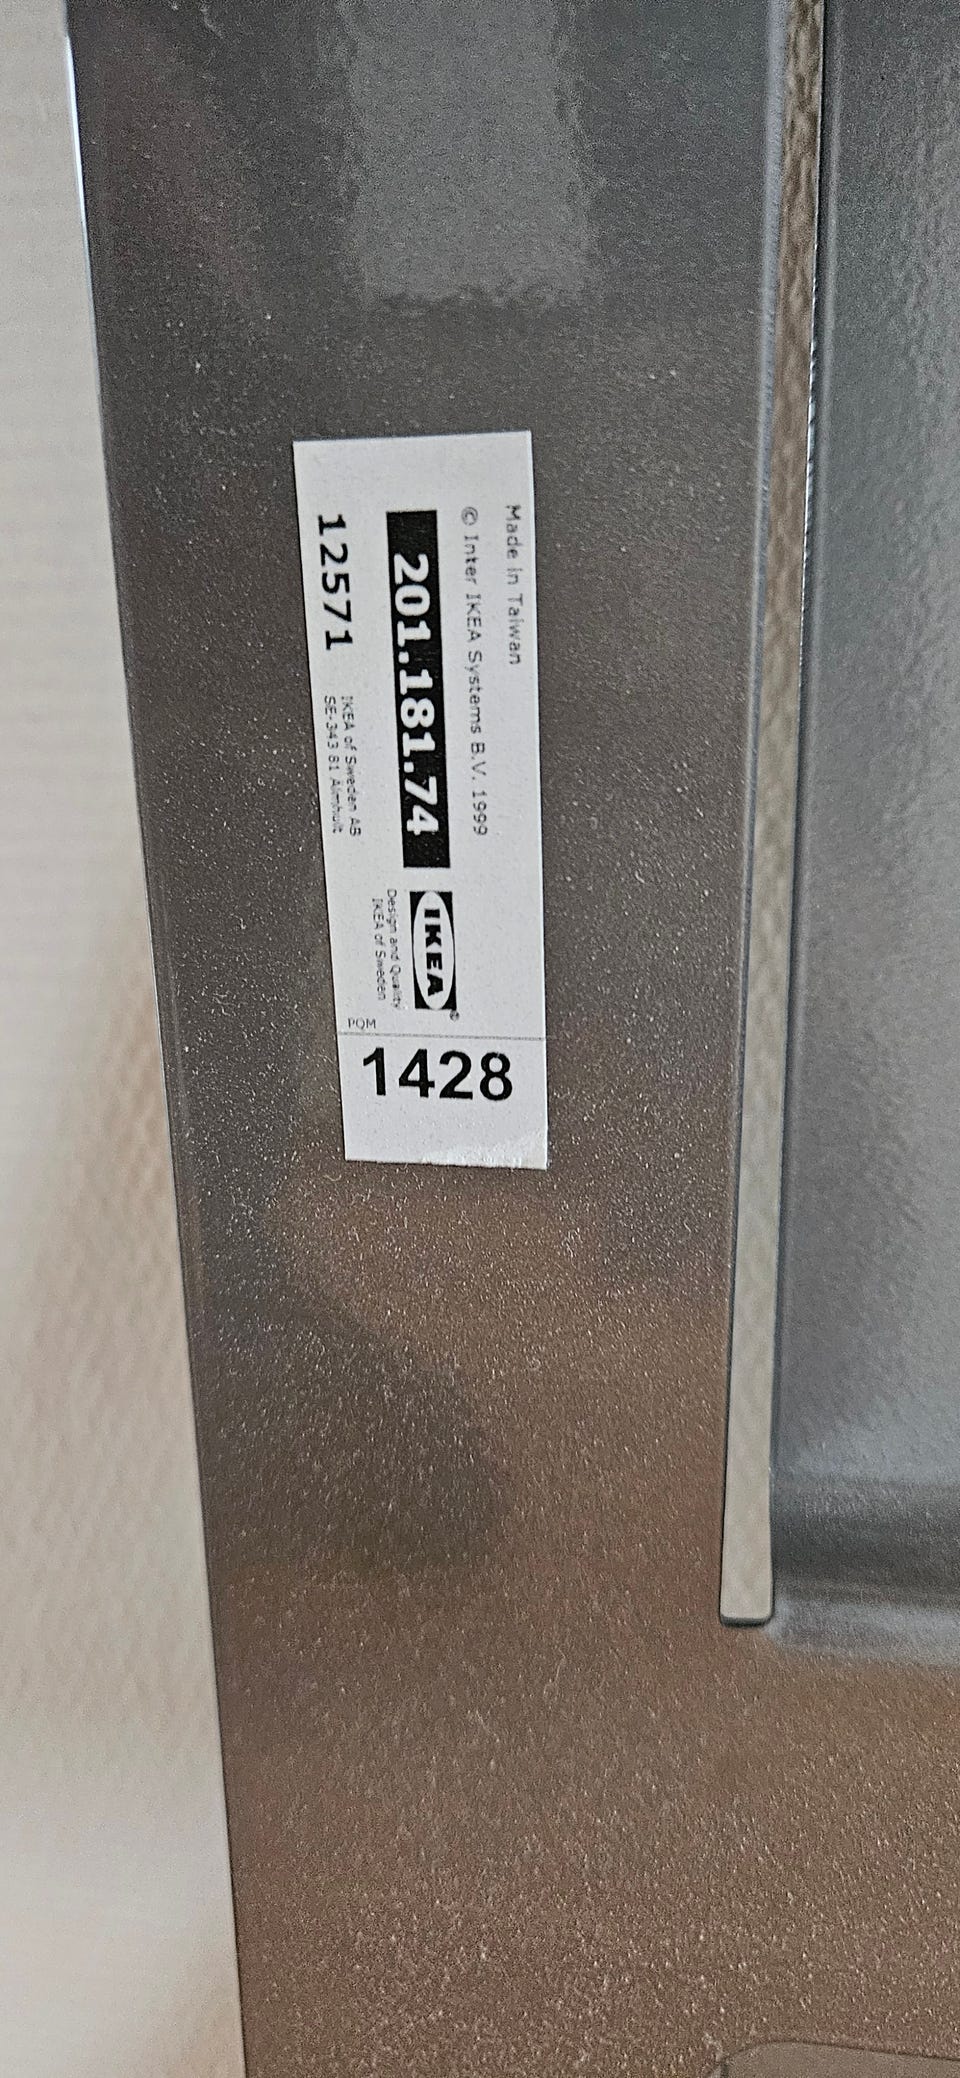 Made in Taiwan
© Inter IKEA Systems B.V. 1999
201.181.74
IKEA®
Design and Quality
IKEA of Sweden
12571
IKEA of Sweden AB
SE-343 81 Älmhult
PQM
1428